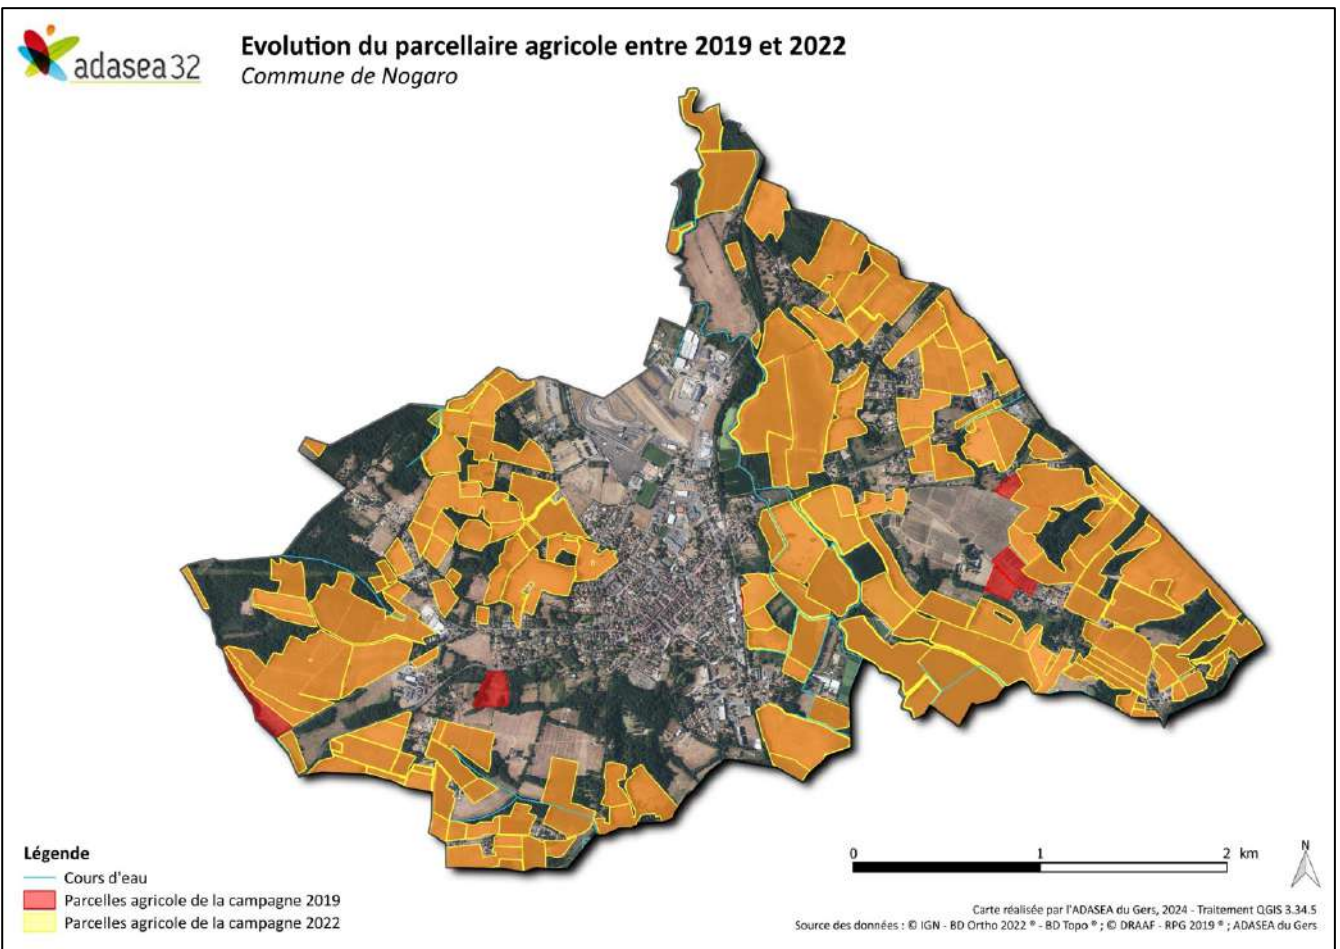 adasea32
Evolution du parcellaire agricole entre 2019 et 2022
Commune de Nogaro
Légende
Cours d'eau
Parcelles agricole de la campagne 2019
Parcelles agricole de la campagne 2022
0 1 2 km
N
Carte réalisée par l'ADASEA du Gers, 2024 - Traitement QGIS 3.34.5
Source des données : © IGN - BD Ortho 2022 ® - BD Topo ® ; © DRAAF - RPG 2019 ® ; ADASEA du Gers